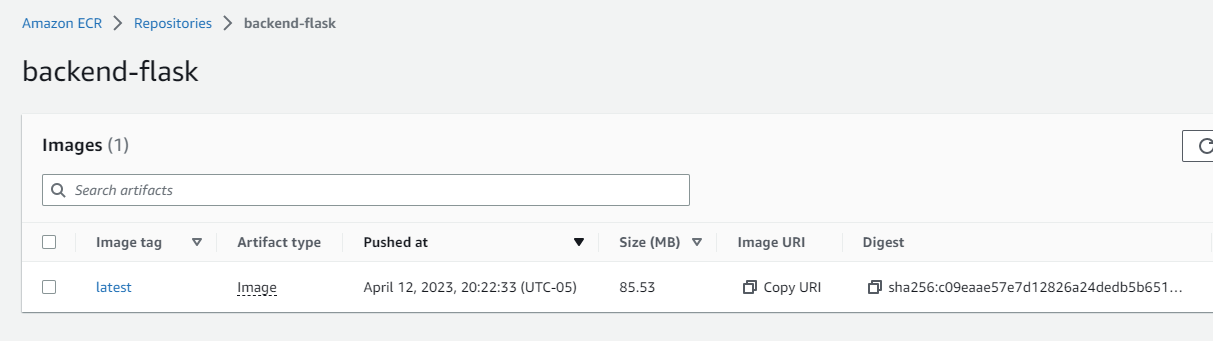 Amazon ECR > Repositories > backend-flask
backend-flask
Images (1)
Search artifacts
Image tag Artifact type Pushed at Size (MB) Image URI Digest
latest Image April 12, 2023, 20:22:33 (UTC-05) 85.53 Copy URI sha256:c09eaae57e7d12826a24dedb5b651...